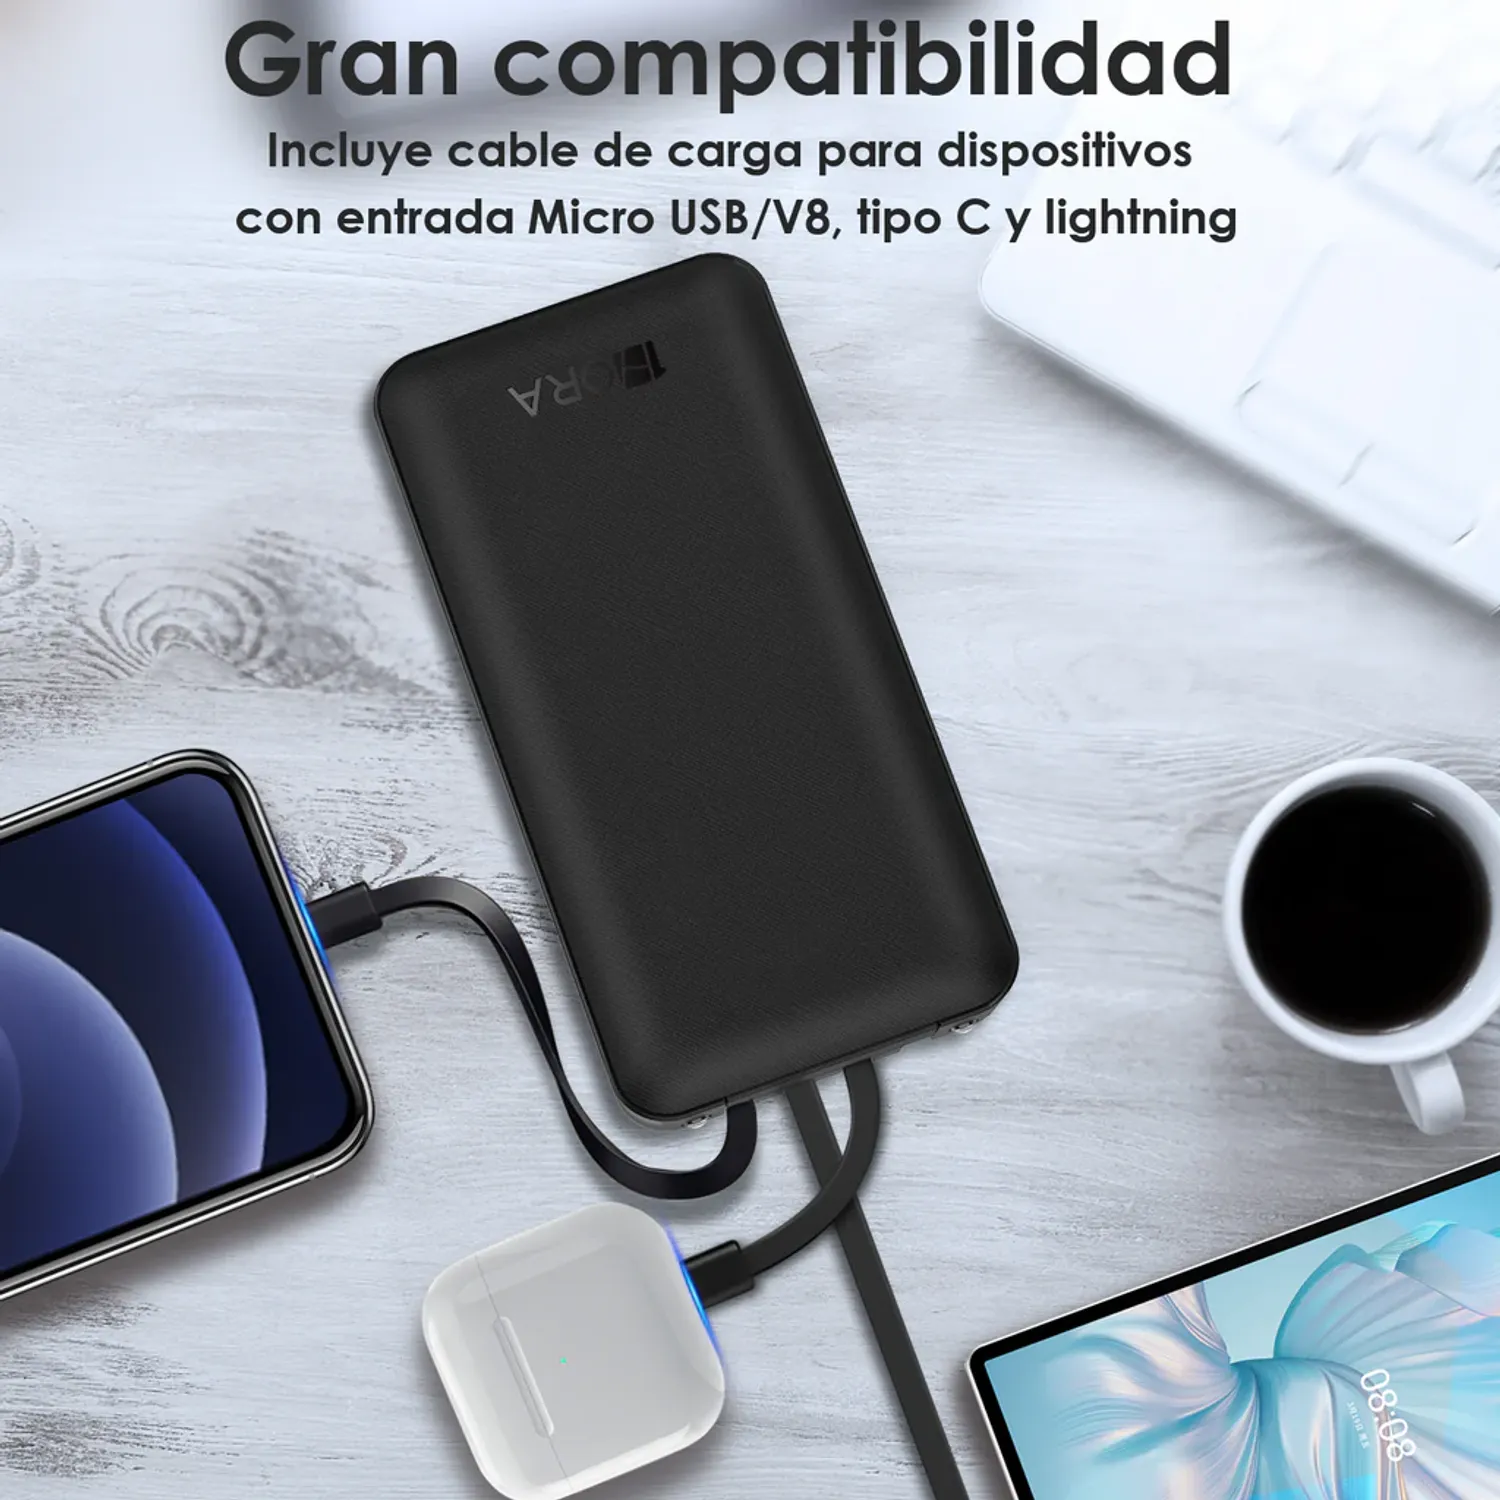 Gran compatibilidad
Incluye cable de carga para dispositivos
con entrada Micro USB/V8, tipo C y lightning
1HORA
08:08